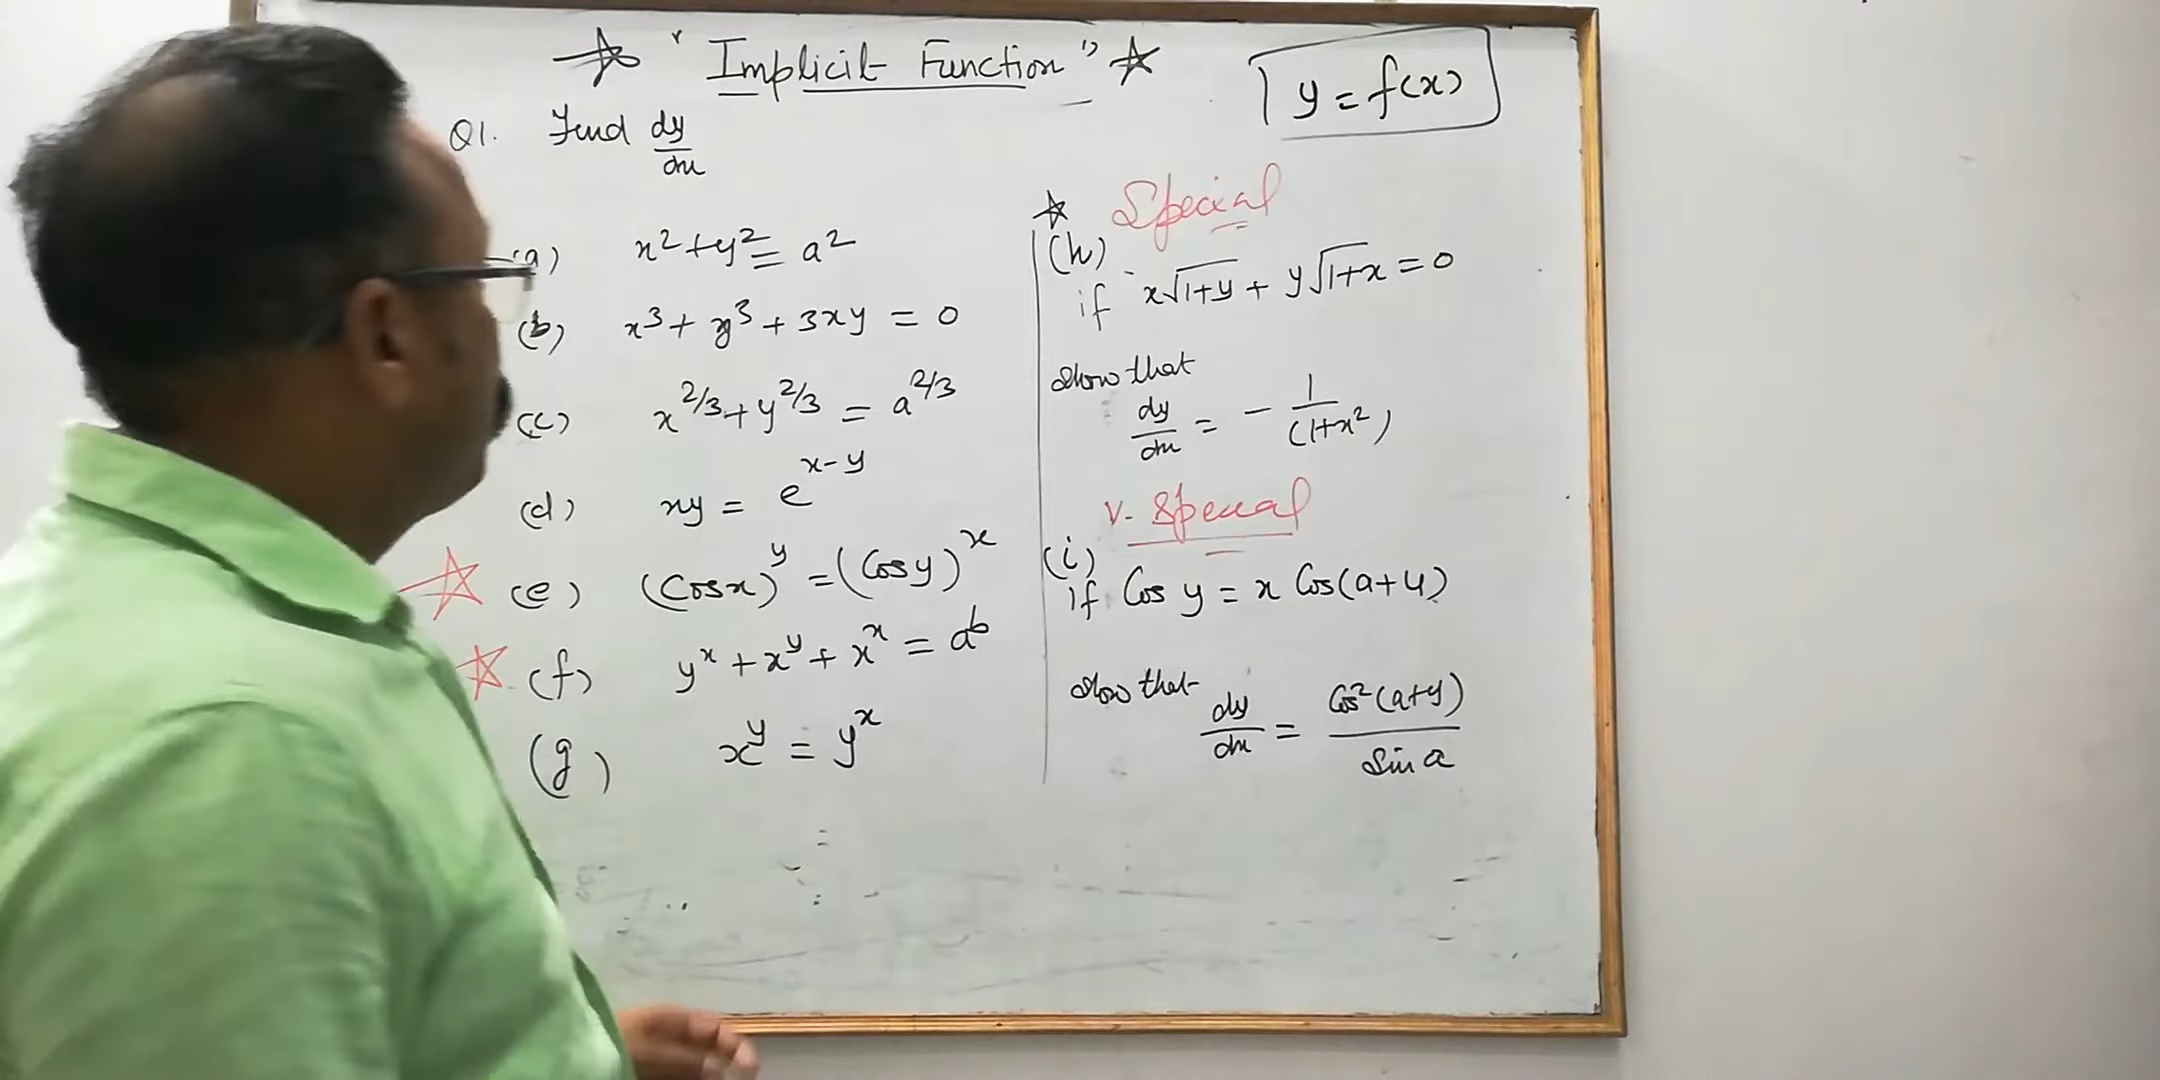 "Implicit Function"
y = f(x)
Q1. Find dy/dx
(a) x² + y² = a²
(b) x³ + y³ + 3xy = 0
(c) x^2/3 + y^2/3 = a^2/3
(d) xy = e^x-y
(e) (Cosx)^y = (Cosy)^x
(f) y^x + x^y + x^x = a^b
(g) x^y = y^x
Special
(h)
if x√1+y + y√1+x = 0
show that
dy/dx = - 1/(1+x²)
V. Special
(i)
If Cos y = x Cos(a+y)
show that dy/dx = Cos²(a+y)/Sin a